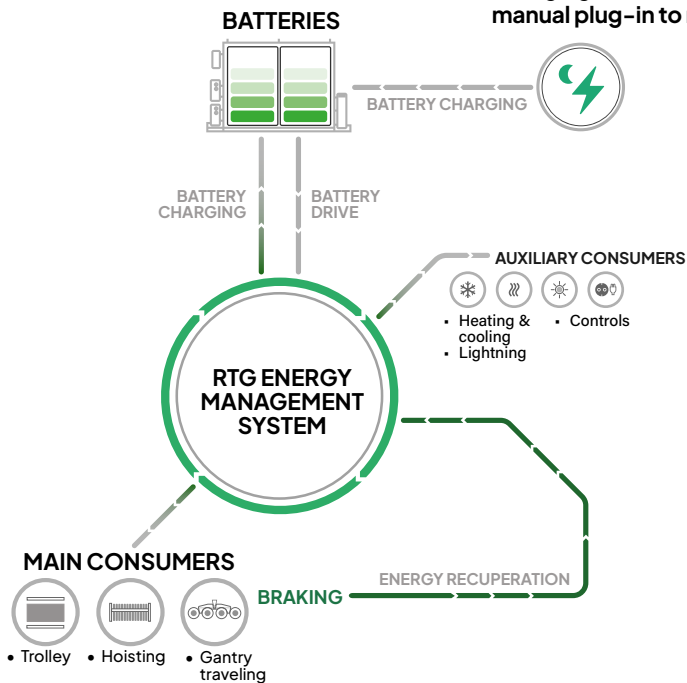 manual plug-in to
BATTERIES
BATTERY CHARGING
BATTERY
CHARGING
BATTERY
DRIVE
AUXILIARY CONSUMERS
▪ Heating &
cooling
▪ Lightning
▪ Controls
RTG ENERGY
MANAGEMENT
SYSTEM
MAIN CONSUMERS
• Trolley
• Hoisting
• Gantry
traveling
BRAKING
ENERGY RECUPERATION